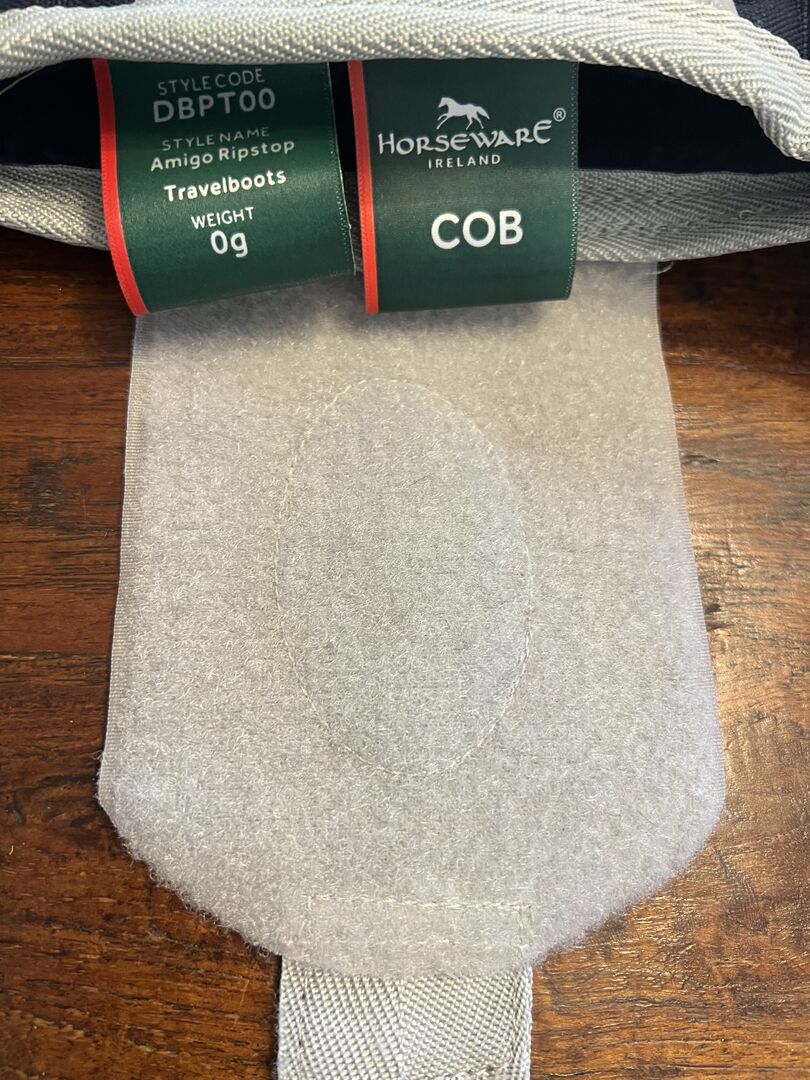 STYLE CODE
DBPT00
STYLE NAME
Amigo Ripstop
Travelboots
WEIGHT
0g
HORSEWARE®
IRELAND
COB